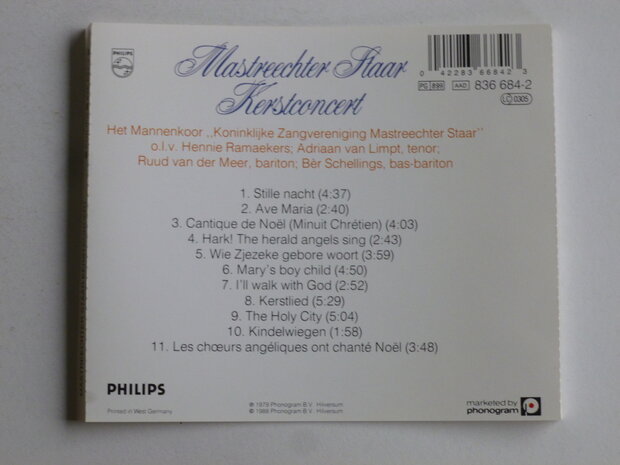 PHILIPS
Mastreechter Staar
Kerstconcert
0 42283 66842 3
PG 899 AAD 836 684-2
LC 0305
Het Mannenkoor ,,Koninklijke Zangvereniging Mastreechter Staar''
o.l.v. Hennie Ramaekers; Adriaan van Limpt, tenor;
Ruud van der Meer, bariton; Bèr Schellings, bas-bariton
1. Stille nacht (4:37)
2. Ave Maria (2:40)
3. Cantique de Noël (Minuit Chrétien) (4:03)
4. Hark! The herald angels sing (2:43)
5. Wie Zjezeke gebore woort (3:59)
6. Mary's boy child (4:50)
7. I'll walk with God (2:52)
8. Kerstlied (5:29)
9. The Holy City (5:04)
10. Kindelwiegen (1:58)
11. Les chœurs angéliques ont chanté Noël (3:48)
PHILIPS
Printed in West Germany
℗ 1979 Phonogram B.V. Hilversum
© 1988 Phonogram B.V. Hilversum
marketed by
phonogram